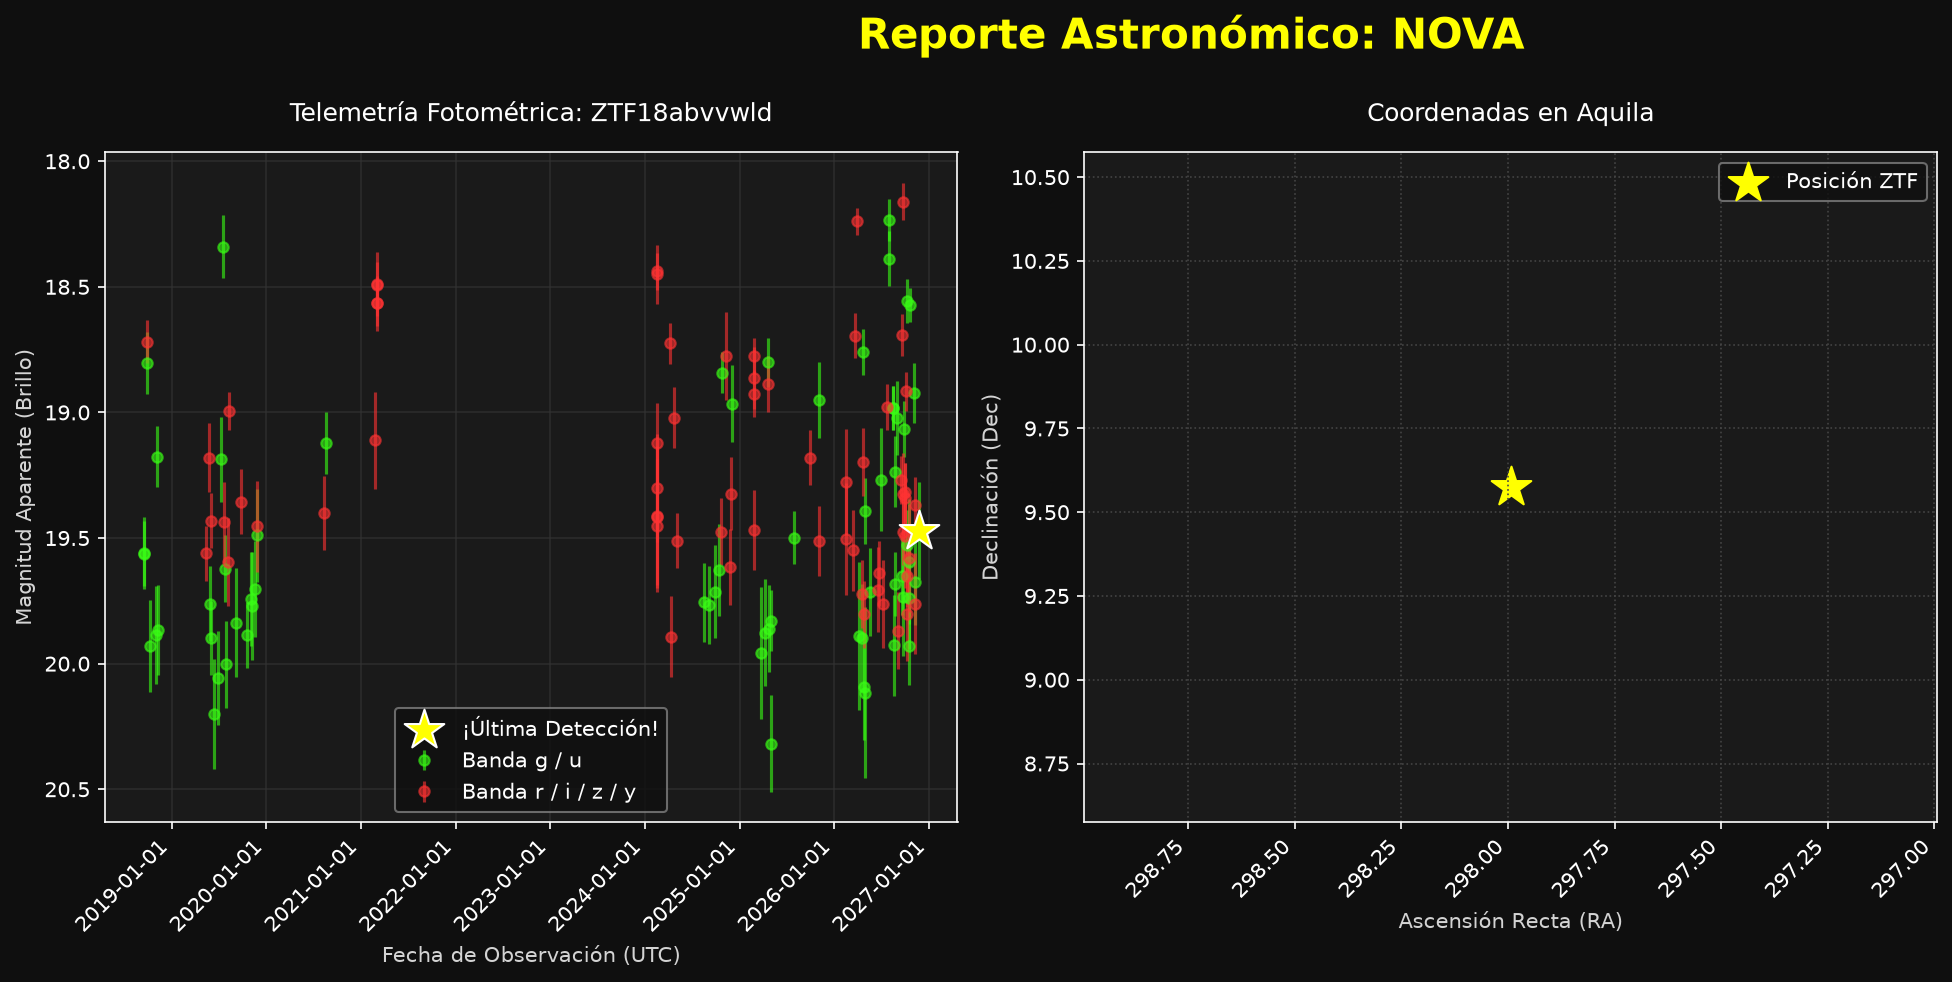 Reporte Astronómico: NOVA
Telemetría Fotométrica: ZTF18abvvwld
Magnitud Aparente (Brillo)
18.0
18.5
19.0
19.5
20.0
20.5
¡Última Detección!
Banda g / u
Banda r / i / z / y
2019-01-01
2020-01-01
2021-01-01
2022-01-01
2023-01-01
2024-01-01
2025-01-01
2026-01-01
2027-01-01
Fecha de Observación (UTC)
Coordenadas en Aquila
Posición ZTF
Declinación (Dec)
10.50
10.25
10.00
9.75
9.50
9.25
9.00
8.75
298.75
298.50
298.25
298.00
297.75
297.50
297.25
297.00
Ascensión Recta (RA)